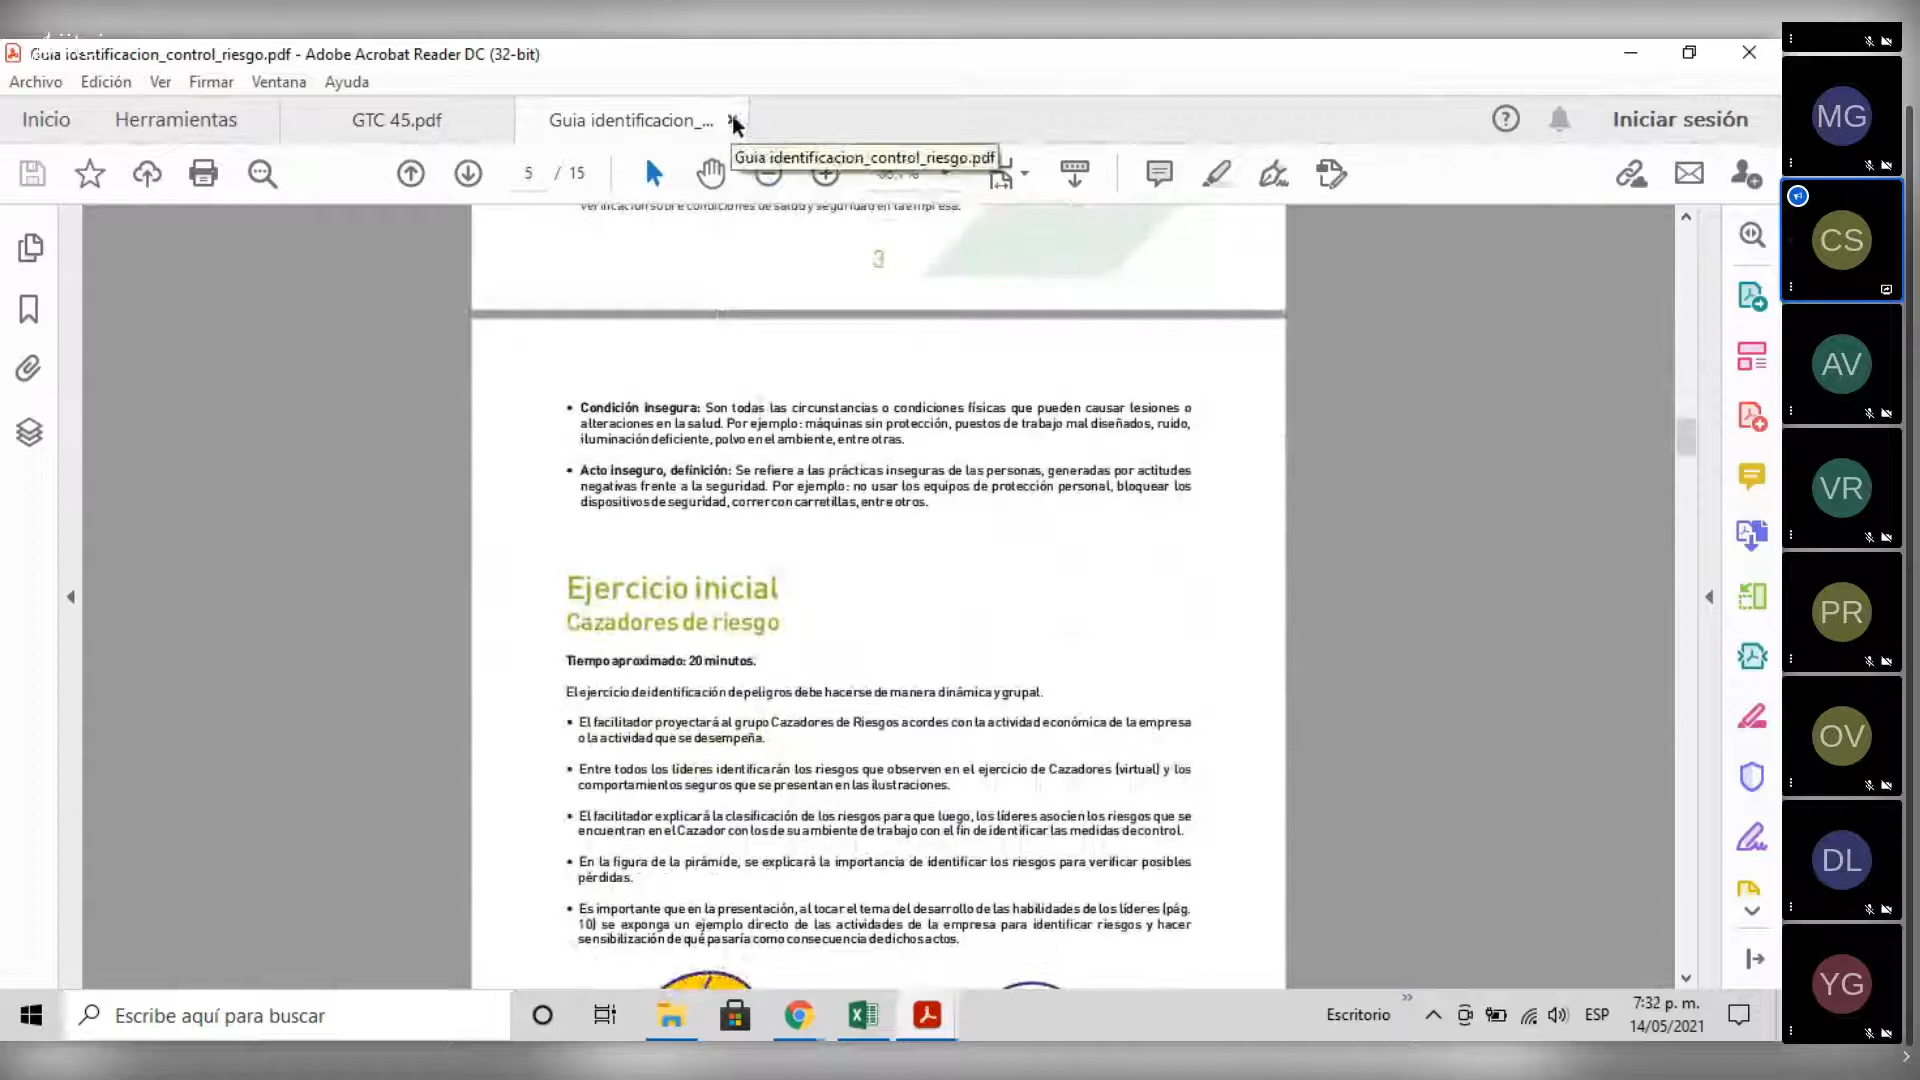 Guia identificacion_control_riesgo.pdf - Adobe Acrobat Reader DC (32-bit)
Archivo Edición Ver Firmar Ventana Ayuda
Inicio Herramientas GTC 45.pdf Guia identificacion_... Iniciar sesión
Guia identificacion_control_riesgo.pdf
5 / 15
verificación sobre condiciones de salud y seguridad en la empresa.
3
• Condición insegura: Son todas las circunstancias o condiciones físicas que pueden causar lesiones o
alteraciones en la salud. Por ejemplo: máquinas sin protección, puestos de trabajo mal diseñados, ruido,
iluminación deficiente, polvo en el ambiente, entre otras.
• Acto inseguro, definición: Se refiere a las prácticas inseguras de las personas, generadas por actitudes
negativas frente a la seguridad. Por ejemplo: no usar los equipos de protección personal, bloquear los
dispositivos de seguridad, correr con carretillas, entre otros.
Ejercicio inicial
Cazadores de riesgo
Tiempo aproximado: 20 minutos.
El ejercicio de identificación de peligros debe hacerse de manera dinámica y grupal.
• El facilitador proyectará al grupo Cazadores de Riesgos acordes con la actividad económica de la empresa
o la actividad que se desempeña.
• Entre todos los líderes identificarán los riesgos que observen en el ejercicio de Cazadores (virtual) y los
comportamientos seguros que se presentan en las ilustraciones.
• El facilitador explicará la clasificación de los riesgos para que luego, los líderes asocien los riesgos que se
encuentran en el Cazador con los de su ambiente de trabajo con el fin de identificar las medidas de control.
• En la figura de la pirámide, se explicará la importancia de identificar los riesgos para verificar posibles
pérdidas.
• Es importante que en la presentación, al tocar el tema del desarrollo de las habilidades de los líderes (pág.
10) se exponga un ejemplo directo de las actividades de la empresa para identificar riesgos y hacer
sensibilización de qué pasaría como consecuencia de dichos actos.
Escribe aquí para buscar
Escritorio
ESP
7:32 p. m.
14/05/2021
MG
CS
AV
VR
PR
OV
DL
YG